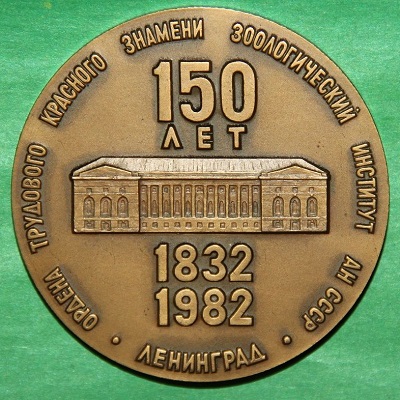 ОРДЕНА ТРУДОВОГО КРАСНОГО ЗНАМЕНИ ЗООЛОГИЧЕСКИЙ ИНСТИТУТ АН СССР
150
ЛЕТ
1832
1982
• ЛЕНИНГРАД •